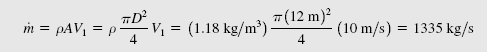 ṁ = ρAV₁ = ρ πD²/4 V₁ = (1.18 kg/m³) π(12 m)²/4 (10 m/s) = 1335 kg/s